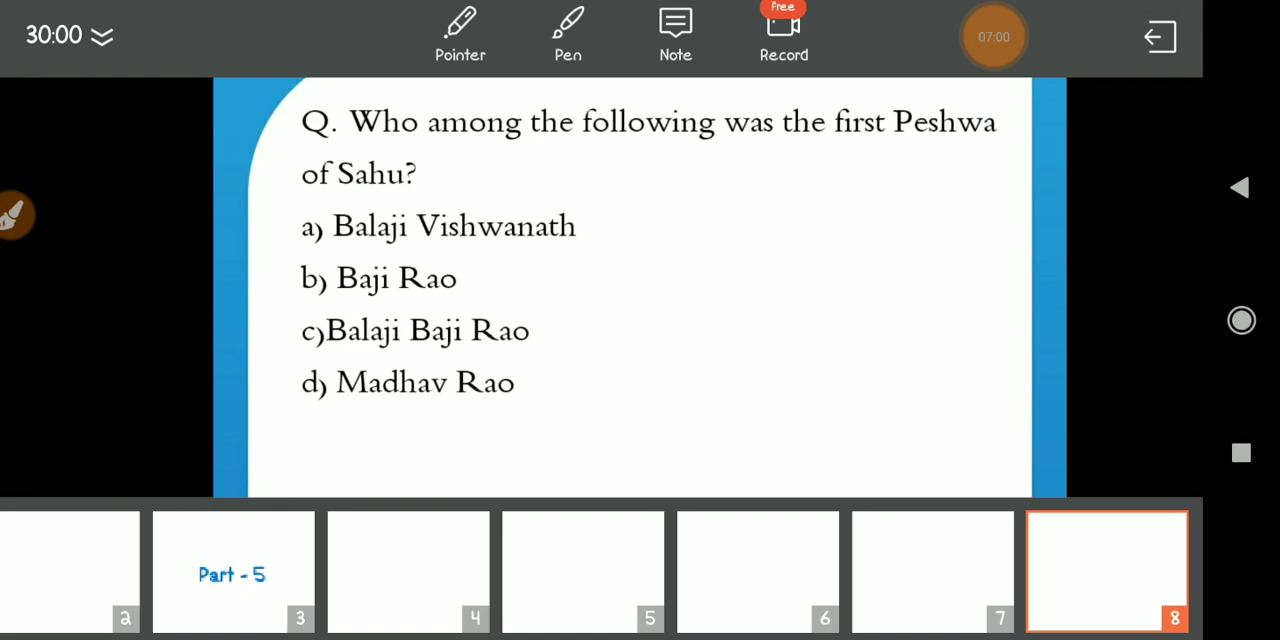 30:00
Pointer
Pen
Note
free
Record
07:00
Q. Who among the following was the first Peshwa
of Sahu?
a) Balaji Vishwanath
b) Baji Rao
c)Balaji Baji Rao
d) Madhav Rao
Part - 5
2
3
4
5
6
7
8